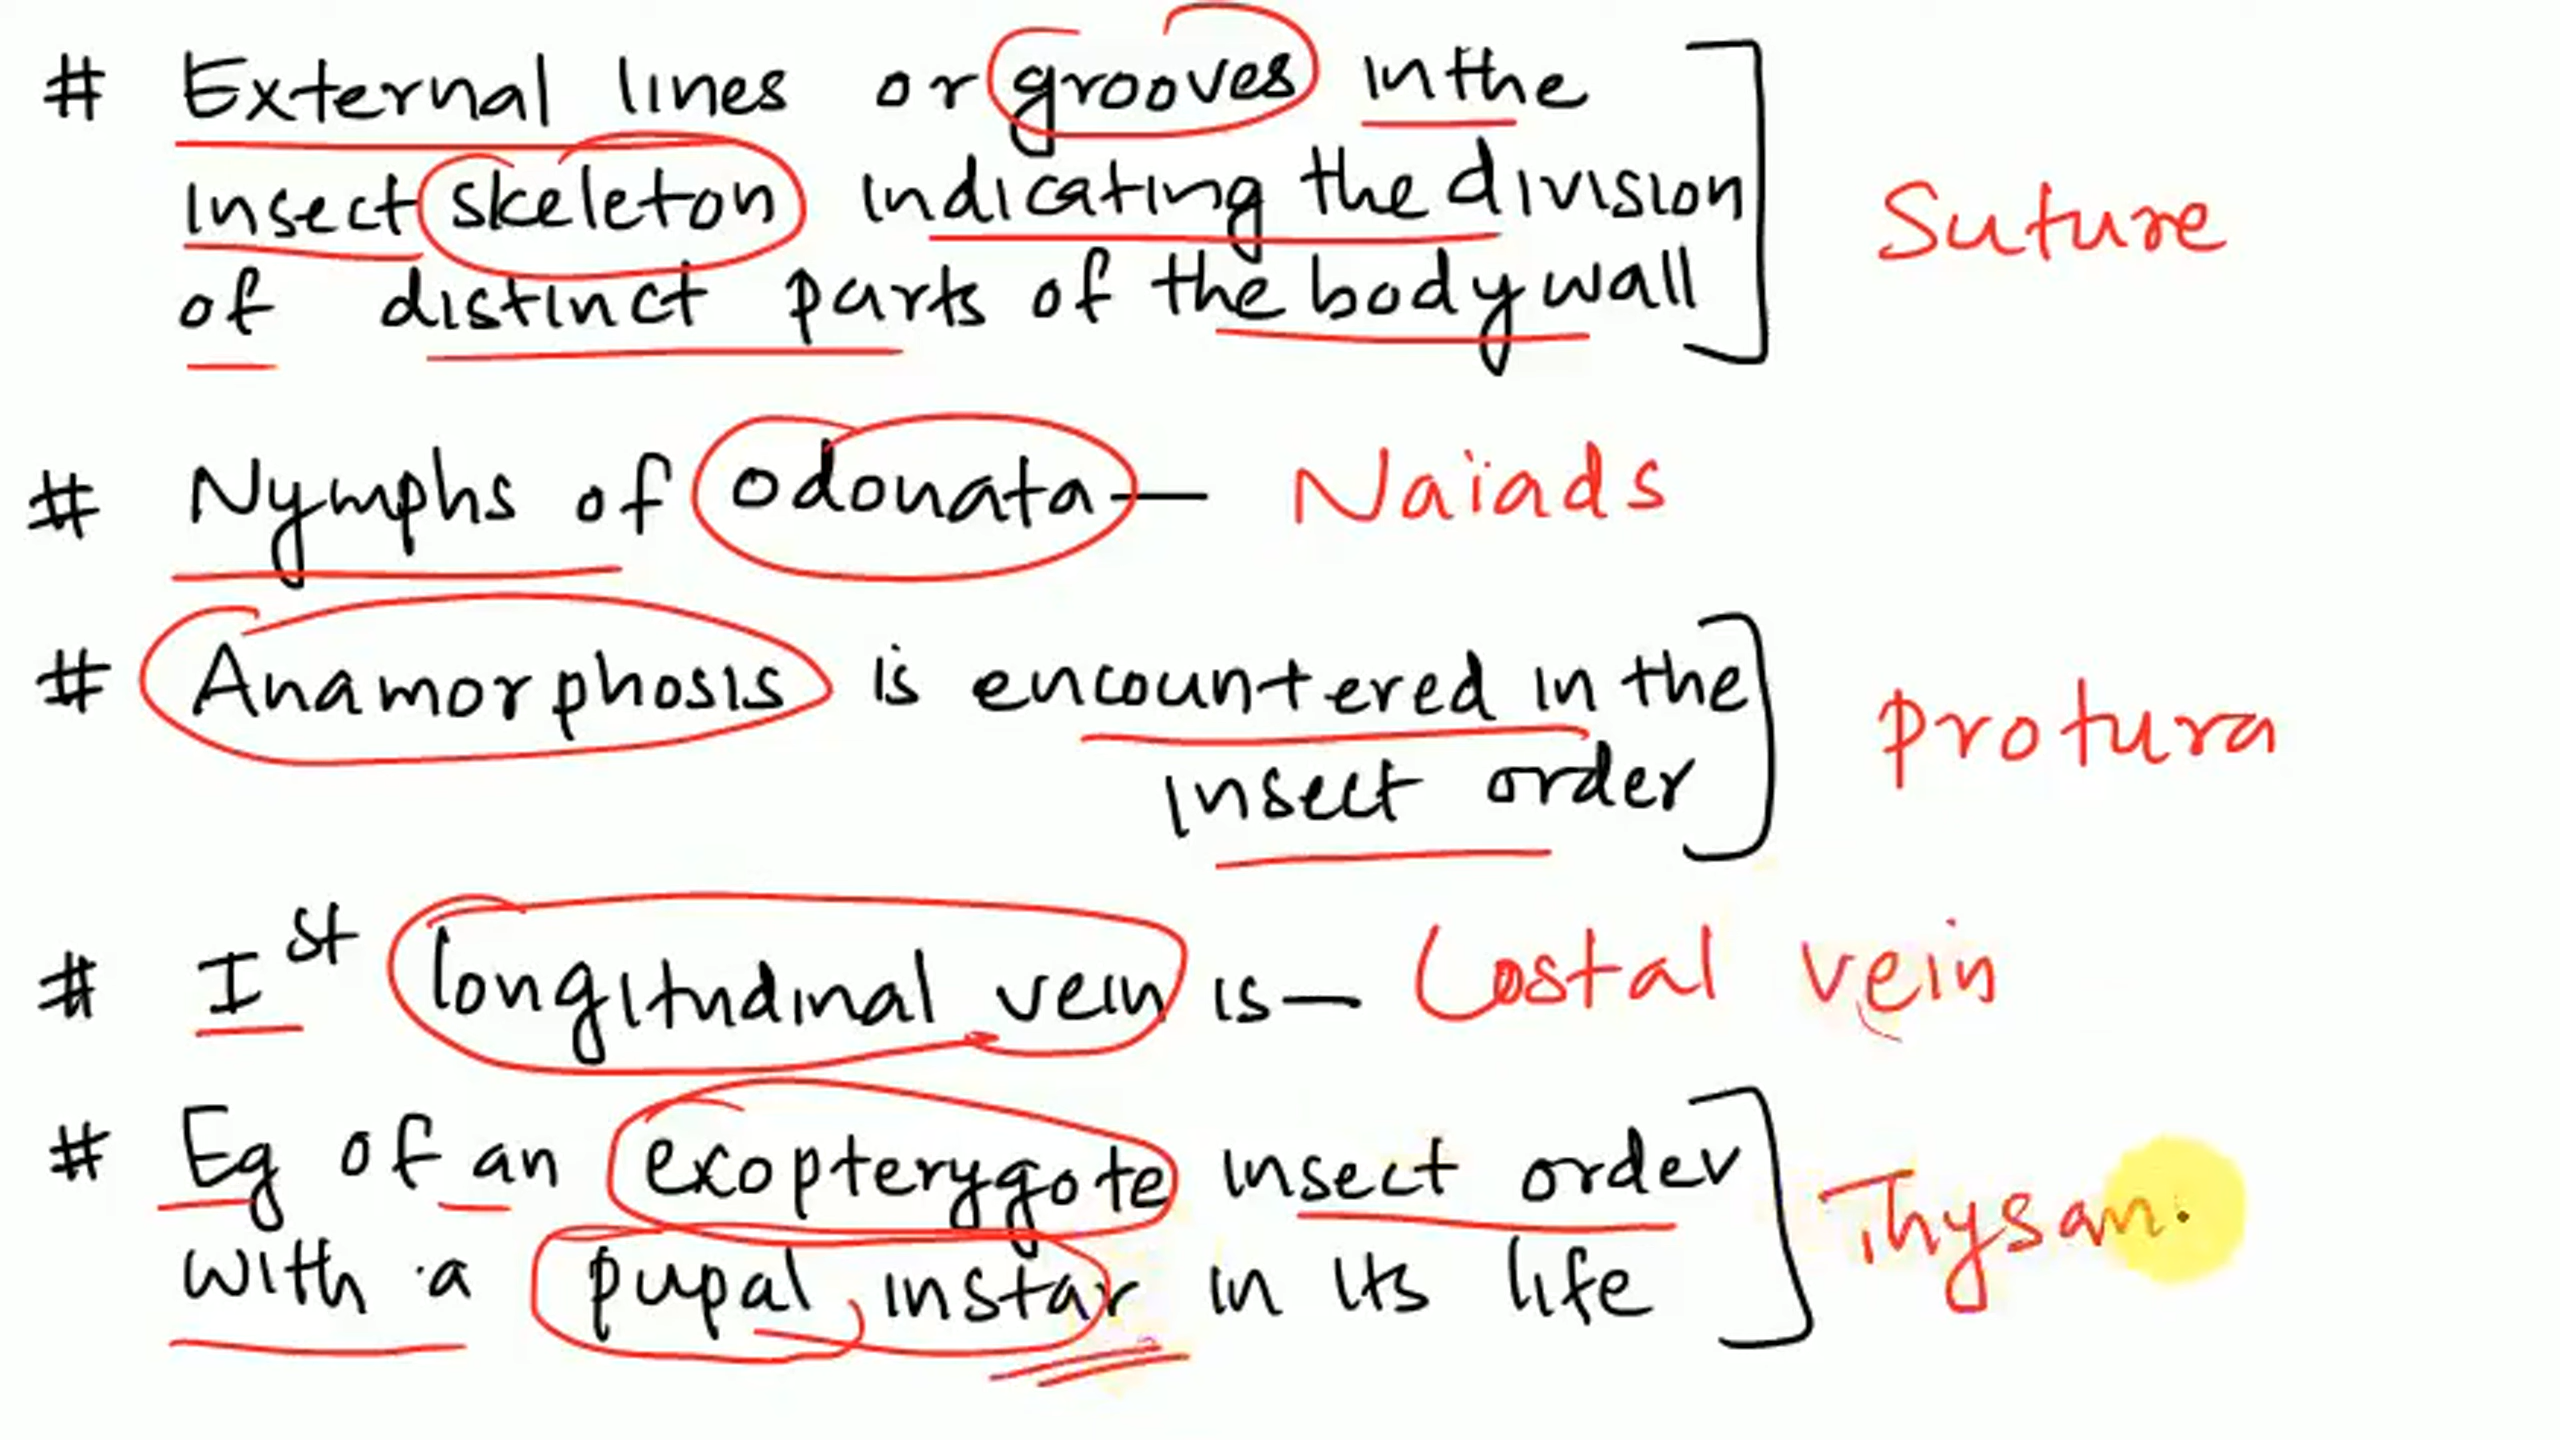 # External lines or grooves in the
insect skeleton indicating the division
of distinct parts of the body wall
Suture
# Nymphs of odonata — Naiads
# Anamorphosis is encountered in the
insect order
protura
# Ist longitudinal vein is — Costal vein
# Eg of an exopterygote insect order
with a pupal instar in its life
Thysan